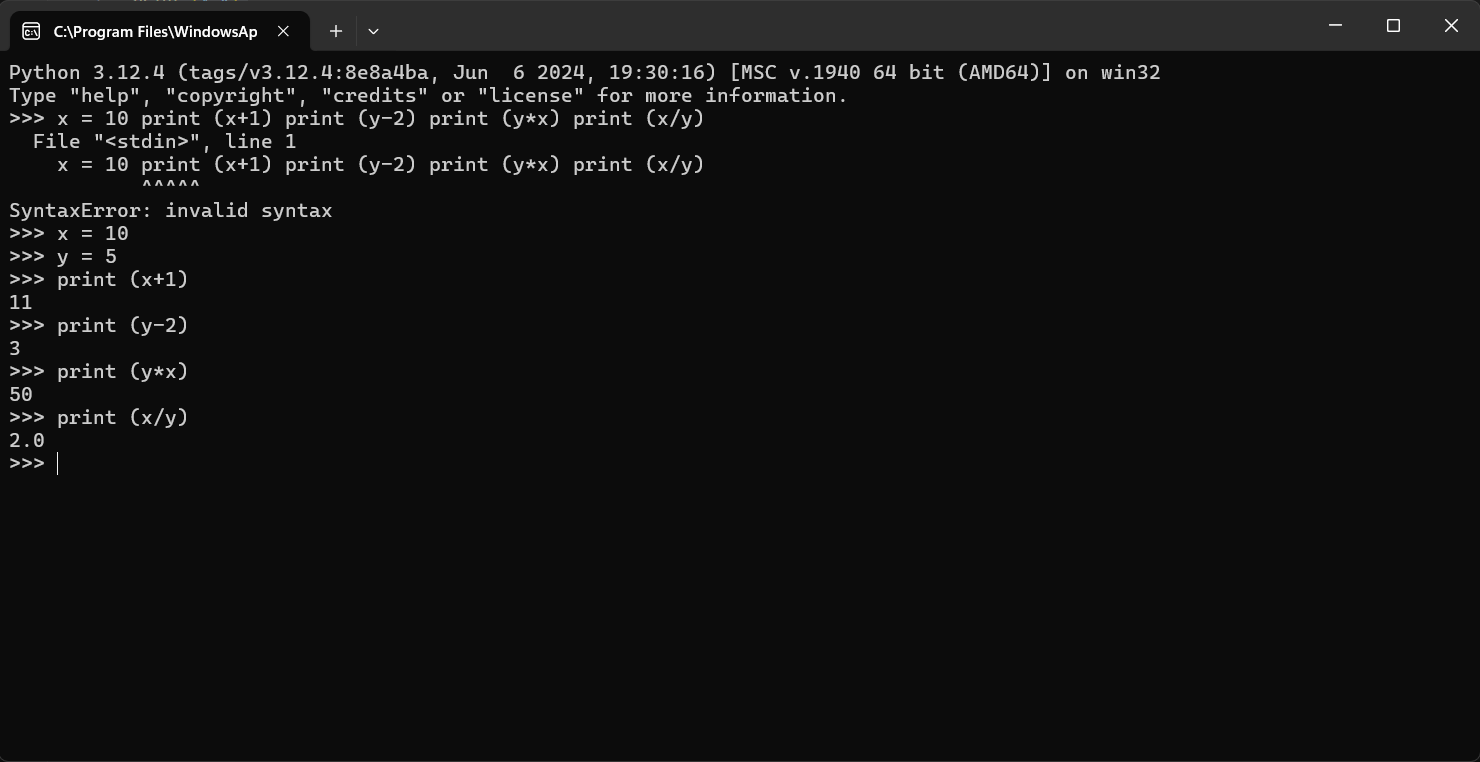 C:\Program Files\WindowsAp
Python 3.12.4 (tags/v3.12.4:8e8a4ba, Jun  6 2024, 19:30:16) [MSC v.1940 64 bit (AMD64)] on win32
Type "help", "copyright", "credits" or "license" for more information.
>>> x = 10 print (x+1) print (y-2) print (y*x) print (x/y)
  File "<stdin>", line 1
    x = 10 print (x+1) print (y-2) print (y*x) print (x/y)
           ^^^^^
SyntaxError: invalid syntax
>>> x = 10
>>> y = 5
>>> print (x+1)
11
>>> print (y-2)
3
>>> print (y*x)
50
>>> print (x/y)
2.0
>>>